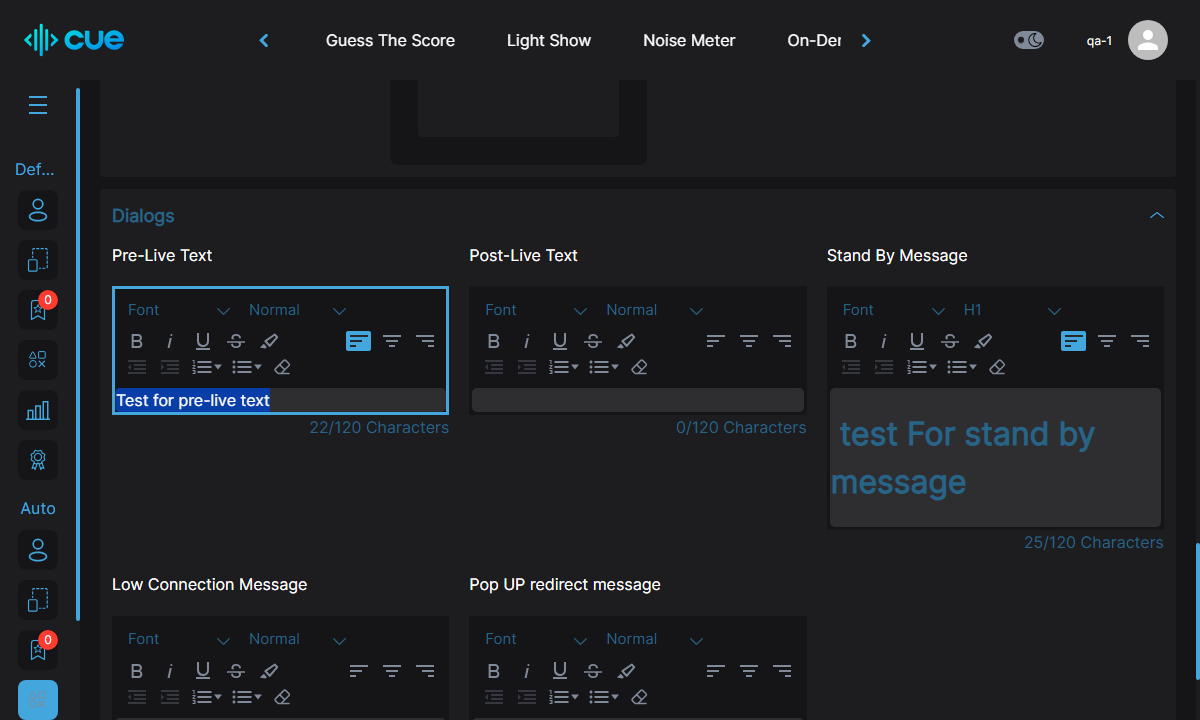 cue
Guess The Score
Light Show
Noise Meter
On-Der
qa-1
Def...
0
Auto
0
Dialogs
Pre-Live Text
Font
Normal
B i U S
Test for pre-live text
22/120 Characters
Post-Live Text
Font
Normal
B i U S
0/120 Characters
Stand By Message
Font
H1
B i U S
test For stand by
message
25/120 Characters
Low Connection Message
Font
Normal
B i U S
Pop UP redirect message
Font
Normal
B i U S